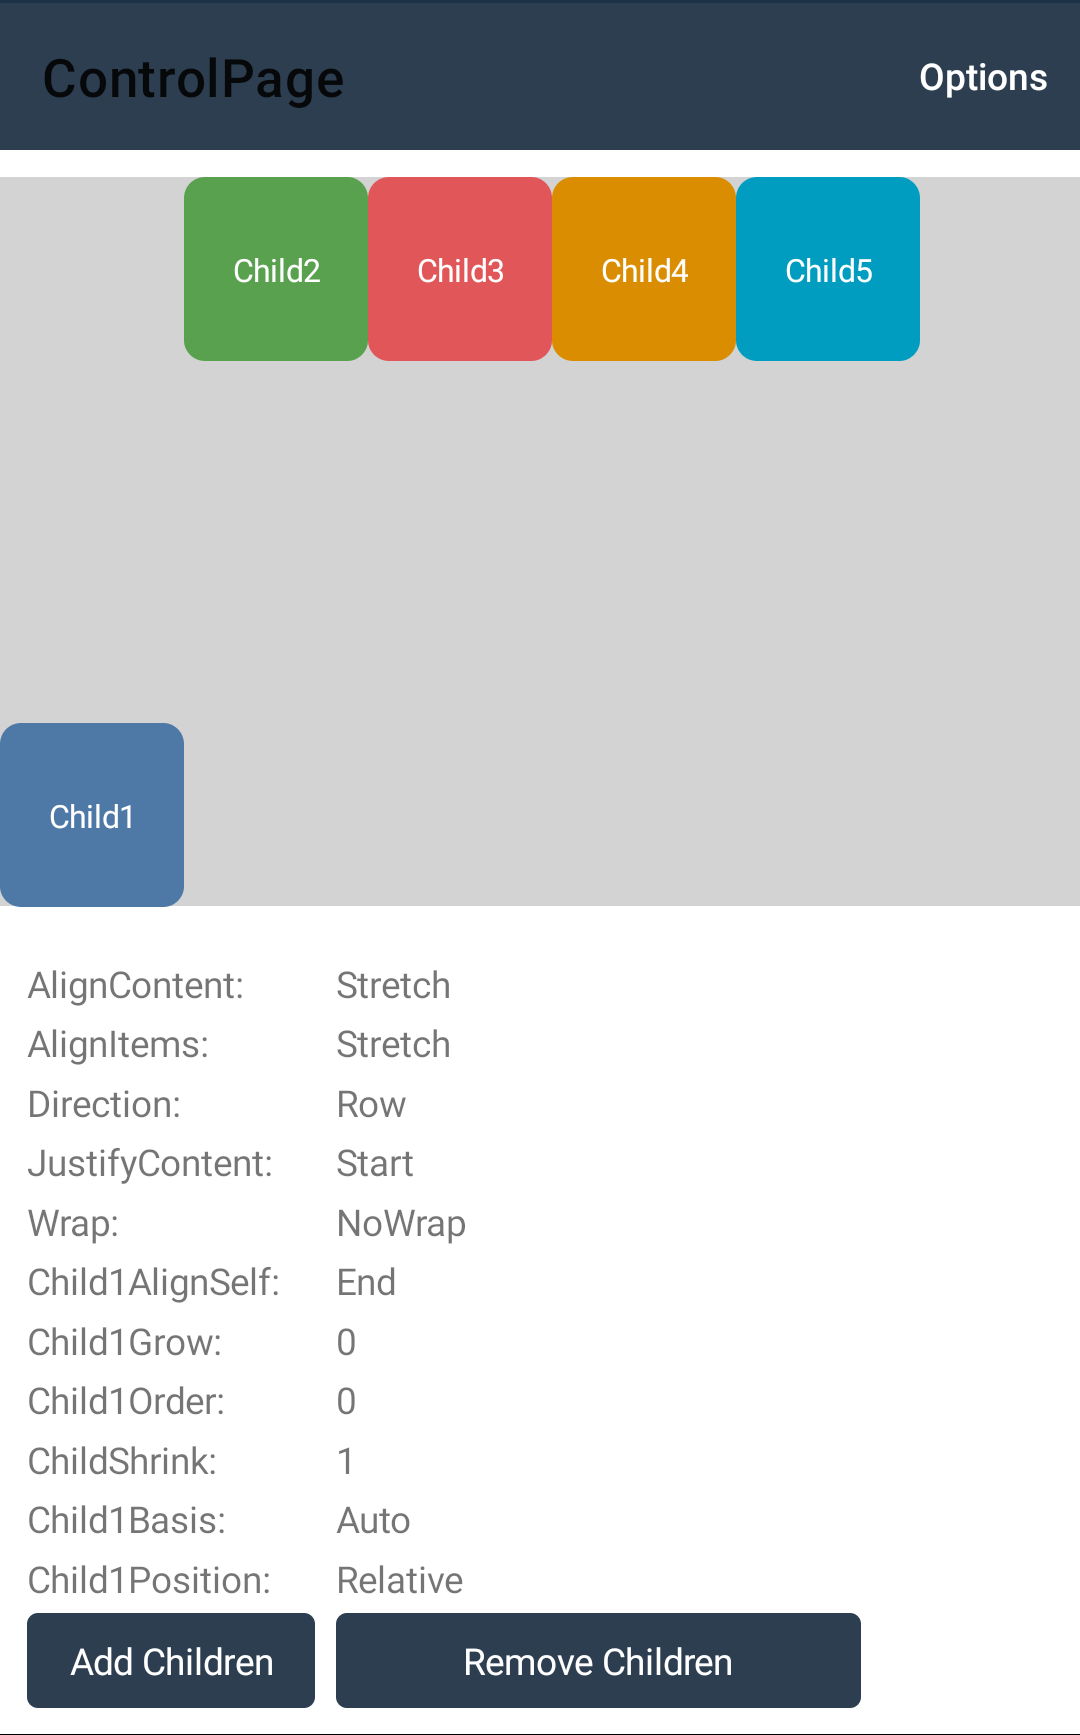 ControlPage
Options
Child2 Child3 Child4 Child5
Child1
AlignContent: Stretch
AlignItems: Stretch
Direction: Row
JustifyContent: Start
Wrap: NoWrap
Child1AlignSelf: End
Child1Grow: 0
Child1Order: 0
ChildShrink: 1
Child1Basis: Auto
Child1Position: Relative
Add Children Remove Children